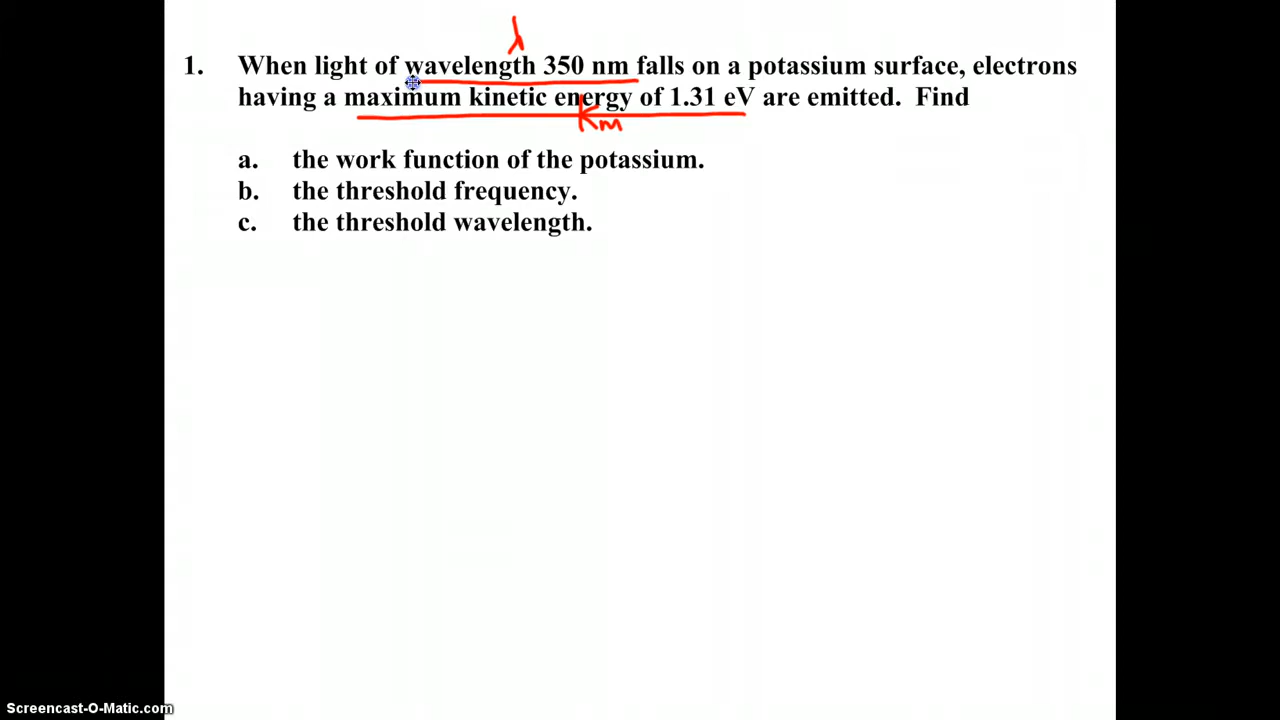 λ
1. When light of wavelength 350 nm falls on a potassium surface, electrons
having a maximum kinetic energy of 1.31 eV are emitted. Find
Km
a. the work function of the potassium.
b. the threshold frequency.
c. the threshold wavelength.
Screencast-O-Matic.com